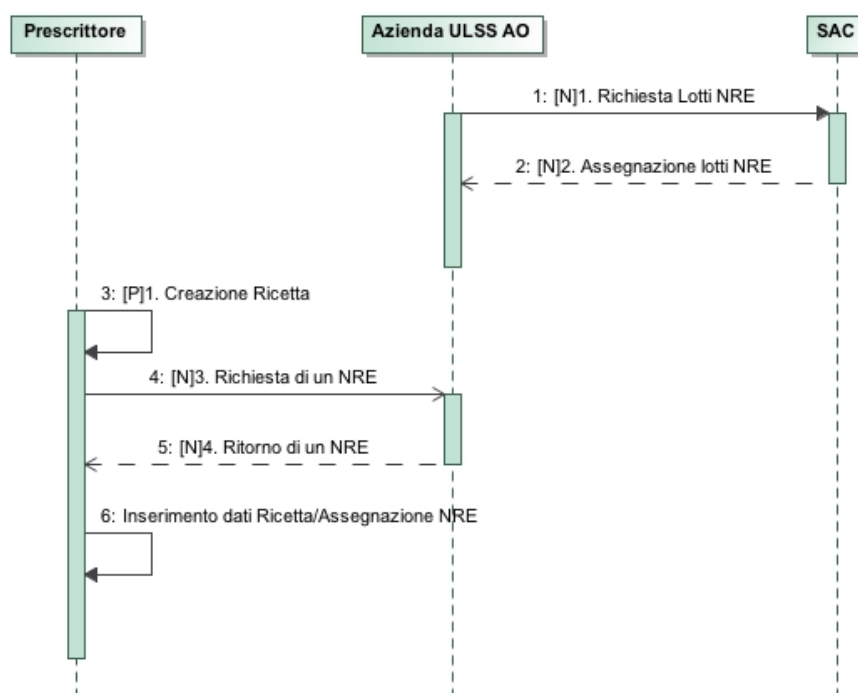 Prescrittore
Azienda ULSS AO
SAC
1: [N]1. Richiesta Lotti NRE
2: [N]2. Assegnazione lotti NRE
3: [P]1. Creazione Ricetta
4: [N]3. Richiesta di un NRE
5: [N]4. Ritorno di un NRE
6: Inserimento dati Ricetta/Assegnazione NRE